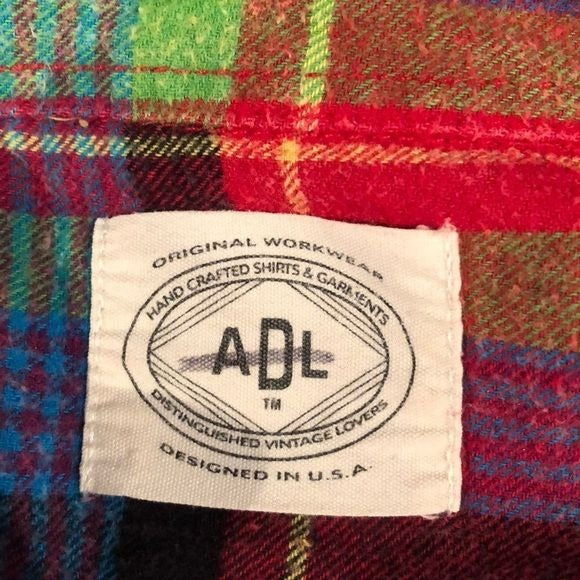 ORIGINAL WORKWEAR
HAND CRAFTED SHIRTS & GARMENTS
ADL
TM
DISTINGUISHED VINTAGE LOVERS
DESIGNED IN U.S.A.